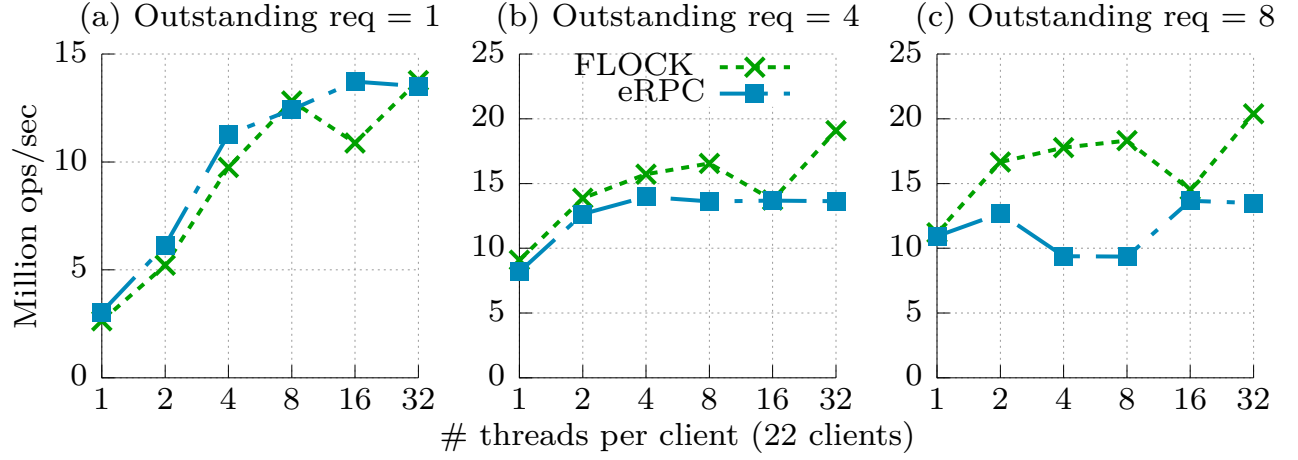 (a) Outstanding req = 1 (b) Outstanding req = 4 (c) Outstanding req = 8
15 25 25
FLOCK
eRPC
20 20
10 15 15
10 10
5
5 5
0 0 0
1 2 4 8 16 32 1 2 4 8 16 32 1 2 4 8 16 32
Million ops/sec
# threads per client (22 clients)